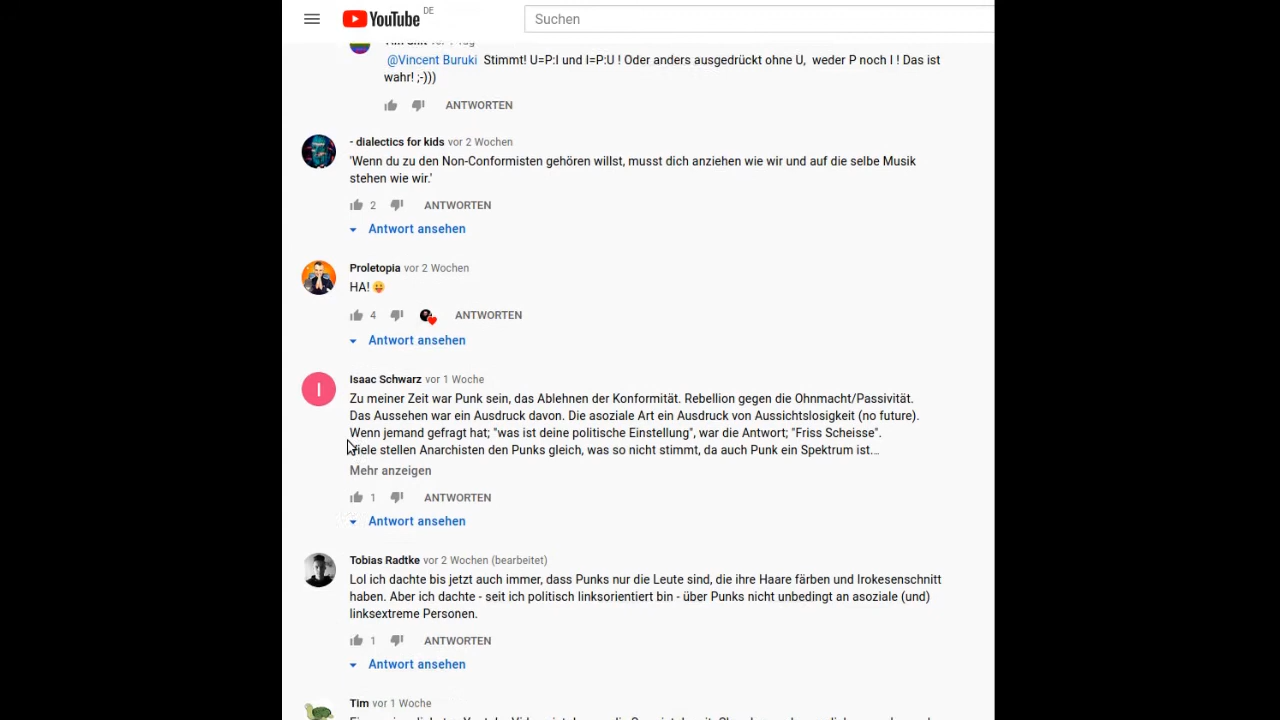 YouTube DE
Suchen
@Vincent Buruki Stimmt! U=P:I und I=P:U ! Oder anders ausgedrückt ohne U, weder P noch I ! Das ist
wahr! ;-)))
ANTWORTEN
- dialectics for kids vor 2 Wochen
'Wenn du zu den Non-Conformisten gehören willst, musst dich anziehen wie wir und auf die selbe Musik
stehen wie wir.'
2 ANTWORTEN
Antwort ansehen
Proletopia vor 2 Wochen
HA! 😛
4 ANTWORTEN
Antwort ansehen
I
Isaac Schwarz vor 1 Woche
Zu meiner Zeit war Punk sein, das Ablehnen der Konformität. Rebellion gegen die Ohnmacht/Passivität.
Das Aussehen war ein Ausdruck davon. Die asoziale Art ein Ausdruck von Aussichtslosigkeit (no future).
Wenn jemand gefragt hat; "was ist deine politische Einstellung", war die Antwort; "Friss Scheisse".
Viele stellen Anarchisten den Punks gleich, was so nicht stimmt, da auch Punk ein Spektrum ist...
Mehr anzeigen
1 ANTWORTEN
Antwort ansehen
Tobias Radtke vor 2 Wochen (bearbeitet)
Lol ich dachte bis jetzt auch immer, dass Punks nur die Leute sind, die ihre Haare färben und Irokesenschnitt
haben. Aber ich dachte - seit ich politisch linksorientiert bin - über Punks nicht unbedingt an asoziale (und)
linksextreme Personen.
1 ANTWORTEN
Antwort ansehen
Tim vor 1 Woche